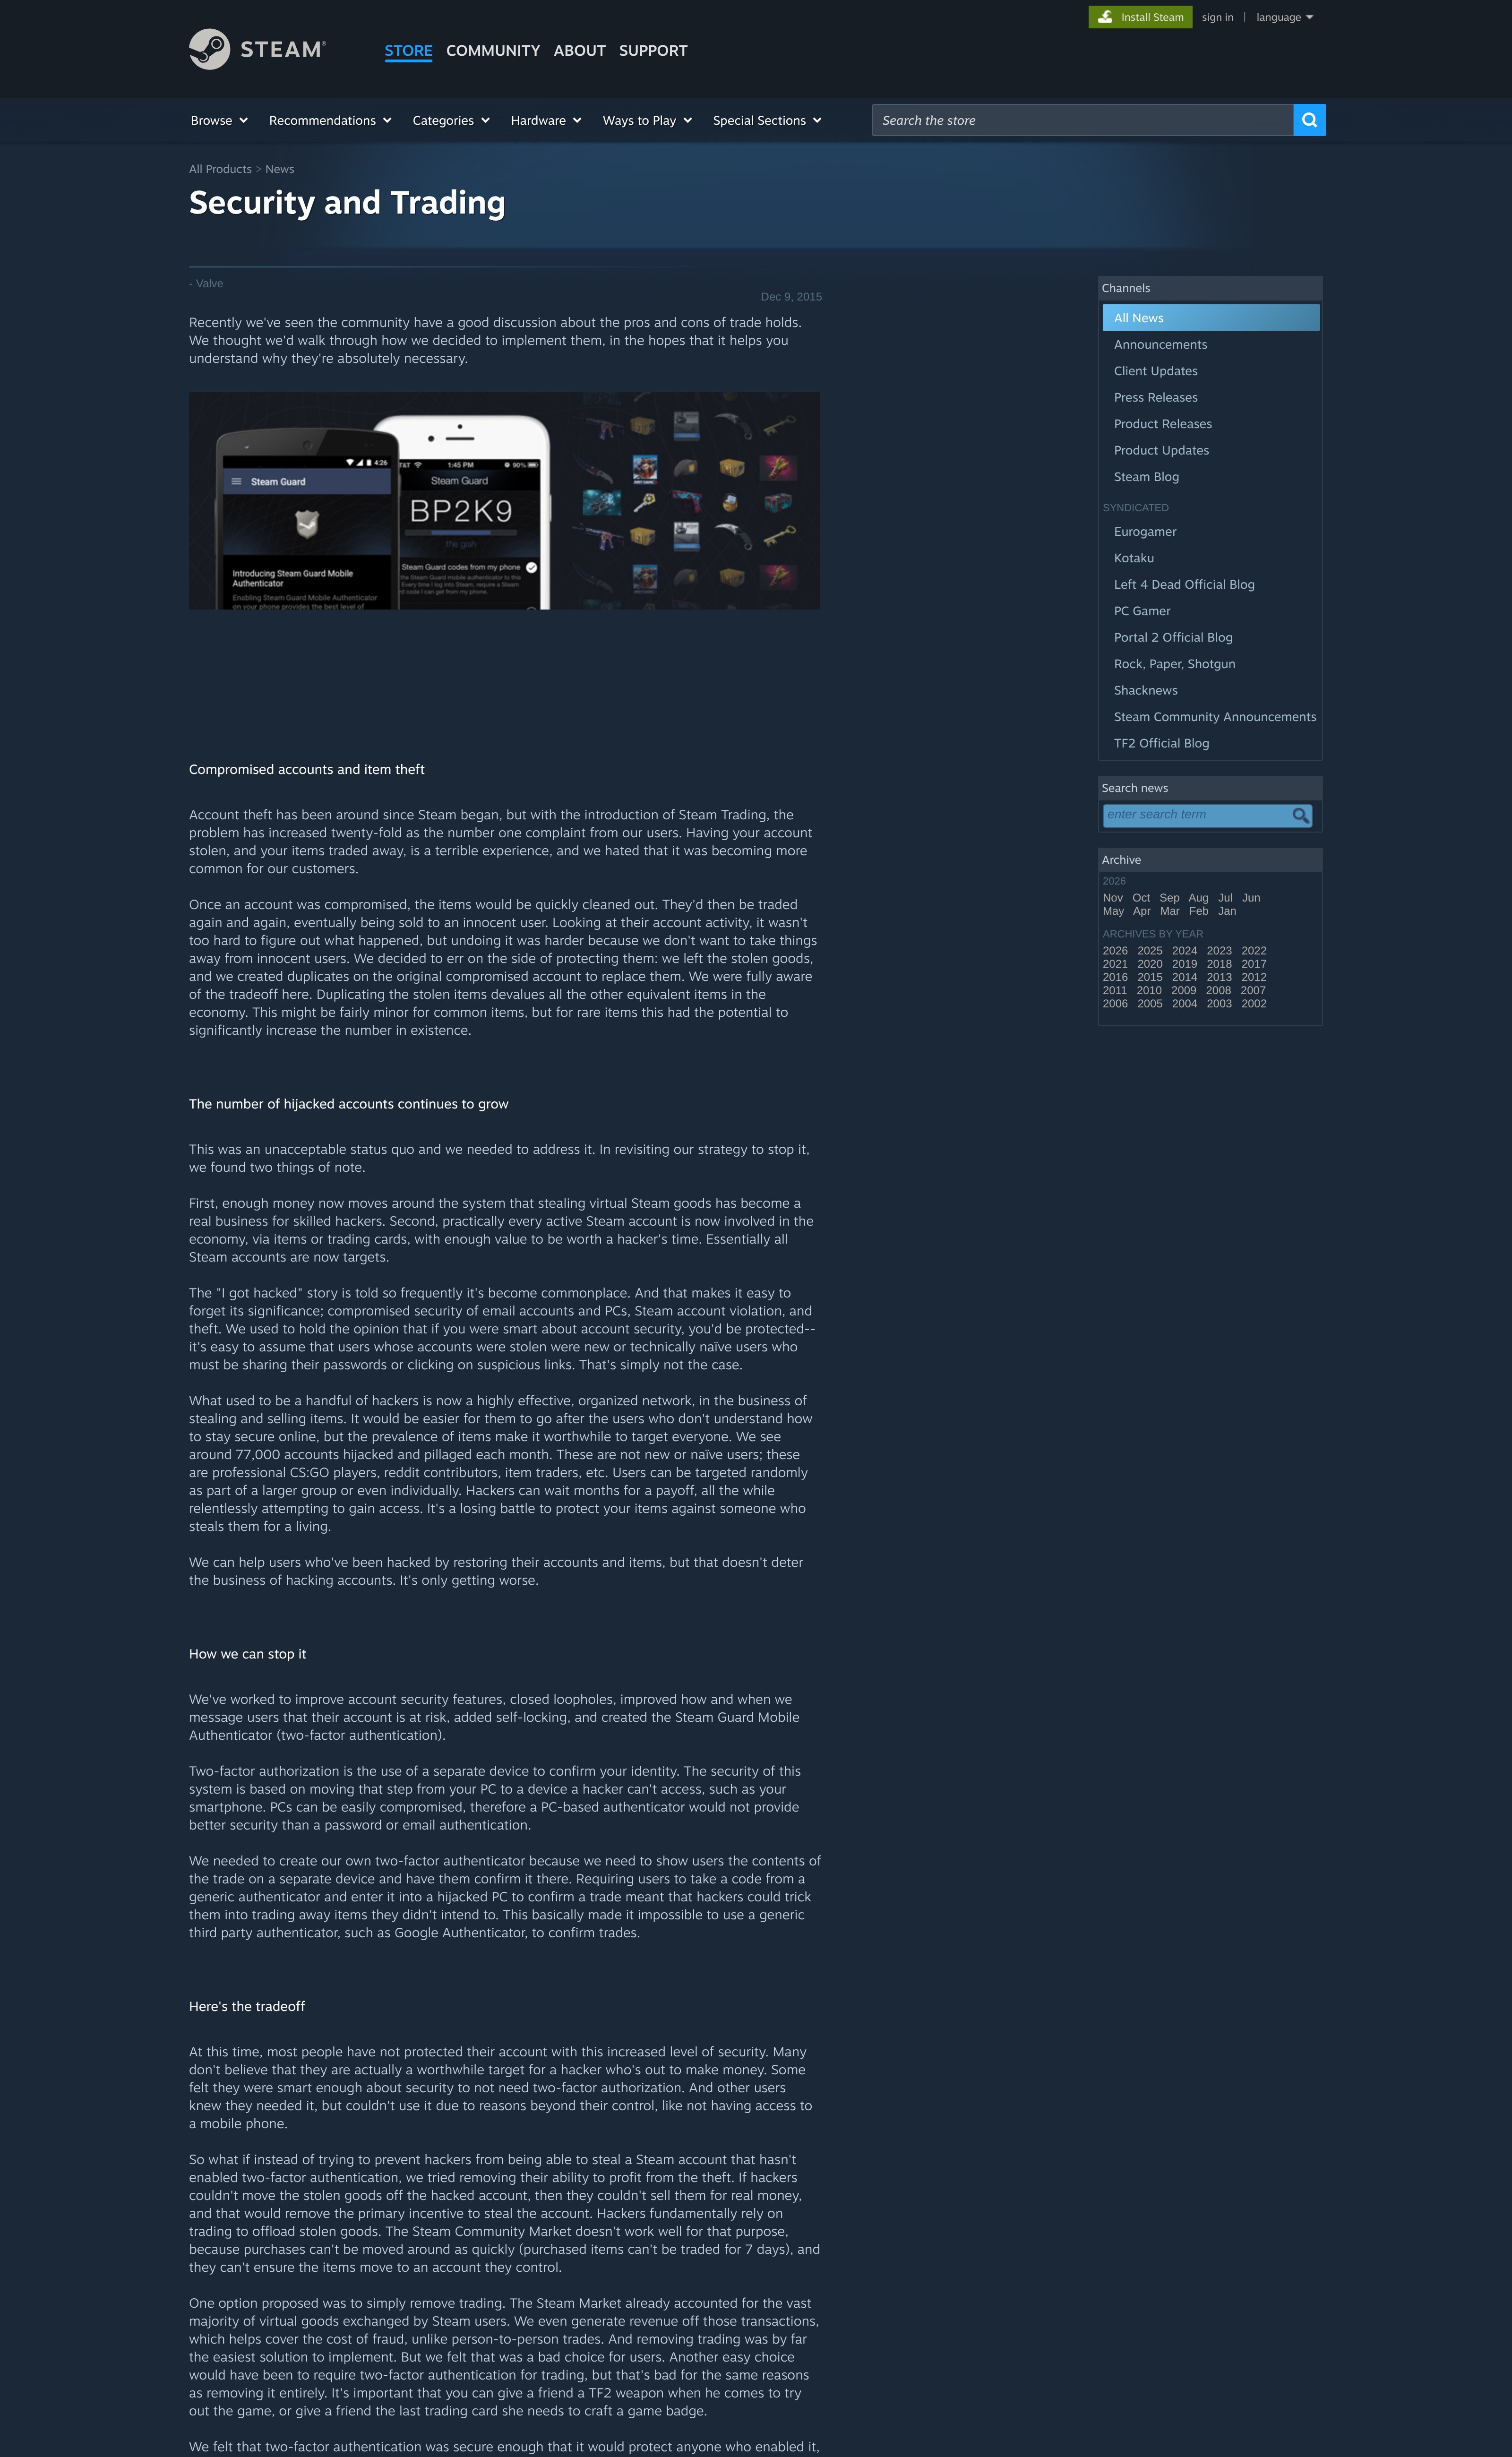 Install Steam
sign in | language
STEAM®
STORE COMMUNITY ABOUT SUPPORT
Browse Recommendations Categories Hardware Ways to Play Special Sections
Search the store
All Products > News
Security and Trading
- Valve
Dec 9, 2015
Recently we've seen the community have a good discussion about the pros and cons of trade holds.
We thought we'd walk through how we decided to implement them, in the hopes that it helps you
understand why they're absolutely necessary.
4:26
Steam Guard
Introducing Steam Guard Mobile
Authenticator
Enabling Steam Guard Mobile Authenticator
on your phone provides the best level of
AT&T 1:45 PM 90%
Steam Guard
BP2K9
the gish
Steam Guard codes from my phone
the Steam Guard Mobile authenticator to this
Every time I log into Steam, require a Steam
code I can get from my phone.
Compromised accounts and item theft
Account theft has been around since Steam began, but with the introduction of Steam Trading, the
problem has increased twenty-fold as the number one complaint from our users. Having your account
stolen, and your items traded away, is a terrible experience, and we hated that it was becoming more
common for our customers.
Once an account was compromised, the items would be quickly cleaned out. They'd then be traded
again and again, eventually being sold to an innocent user. Looking at their account activity, it wasn't
too hard to figure out what happened, but undoing it was harder because we don't want to take things
away from innocent users. We decided to err on the side of protecting them: we left the stolen goods,
and we created duplicates on the original compromised account to replace them. We were fully aware
of the tradeoff here. Duplicating the stolen items devalues all the other equivalent items in the
economy. This might be fairly minor for common items, but for rare items this had the potential to
significantly increase the number in existence.
The number of hijacked accounts continues to grow
This was an unacceptable status quo and we needed to address it. In revisiting our strategy to stop it,
we found two things of note.
First, enough money now moves around the system that stealing virtual Steam goods has become a
real business for skilled hackers. Second, practically every active Steam account is now involved in the
economy, via items or trading cards, with enough value to be worth a hacker's time. Essentially all
Steam accounts are now targets.
The "I got hacked" story is told so frequently it's become commonplace. And that makes it easy to
forget its significance; compromised security of email accounts and PCs, Steam account violation, and
theft. We used to hold the opinion that if you were smart about account security, you'd be protected--
it's easy to assume that users whose accounts were stolen were new or technically naïve users who
must be sharing their passwords or clicking on suspicious links. That's simply not the case.
What used to be a handful of hackers is now a highly effective, organized network, in the business of
stealing and selling items. It would be easier for them to go after the users who don't understand how
to stay secure online, but the prevalence of items make it worthwhile to target everyone. We see
around 77,000 accounts hijacked and pillaged each month. These are not new or naïve users; these
are professional CS:GO players, reddit contributors, item traders, etc. Users can be targeted randomly
as part of a larger group or even individually. Hackers can wait months for a payoff, all the while
relentlessly attempting to gain access. It's a losing battle to protect your items against someone who
steals them for a living.
We can help users who've been hacked by restoring their accounts and items, but that doesn't deter
the business of hacking accounts. It's only getting worse.
How we can stop it
We've worked to improve account security features, closed loopholes, improved how and when we
message users that their account is at risk, added self-locking, and created the Steam Guard Mobile
Authenticator (two-factor authentication).
Two-factor authorization is the use of a separate device to confirm your identity. The security of this
system is based on moving that step from your PC to a device a hacker can't access, such as your
smartphone. PCs can be easily compromised, therefore a PC-based authenticator would not provide
better security than a password or email authentication.
We needed to create our own two-factor authenticator because we need to show users the contents of
the trade on a separate device and have them confirm it there. Requiring users to take a code from a
generic authenticator and enter it into a hijacked PC to confirm a trade meant that hackers could trick
them into trading away items they didn't intend to. This basically made it impossible to use a generic
third party authenticator, such as Google Authenticator, to confirm trades.
Here's the tradeoff
At this time, most people have not protected their account with this increased level of security. Many
don't believe that they are actually a worthwhile target for a hacker who's out to make money. Some
felt they were smart enough about security to not need two-factor authorization. And other users
knew they needed it, but couldn't use it due to reasons beyond their control, like not having access to
a mobile phone.
So what if instead of trying to prevent hackers from being able to steal a Steam account that hasn't
enabled two-factor authentication, we tried removing their ability to profit from the theft. If hackers
couldn't move the stolen goods off the hacked account, then they couldn't sell them for real money,
and that would remove the primary incentive to steal the account. Hackers fundamentally rely on
trading to offload stolen goods. The Steam Community Market doesn't work well for that purpose,
because purchases can't be moved around as quickly (purchased items can't be traded for 7 days), and
they can't ensure the items move to an account they control.
One option proposed was to simply remove trading. The Steam Market already accounted for the vast
majority of virtual goods exchanged by Steam users. We even generate revenue off those transactions,
which helps cover the cost of fraud, unlike person-to-person trades. And removing trading was by far
the easiest solution to implement. But we felt that was a bad choice for users. Another easy choice
would have been to require two-factor authentication for trading, but that's bad for the same reasons
as removing it entirely. It's important that you can give a friend a TF2 weapon when he comes to try
out the game, or give a friend the last trading card she needs to craft a game badge.
We felt that two-factor authentication was secure enough that it would protect anyone who enabled it,
Channels
All News
Announcements
Client Updates
Press Releases
Product Releases
Product Updates
Steam Blog
SYNDICATED
Eurogamer
Kotaku
Left 4 Dead Official Blog
PC Gamer
Portal 2 Official Blog
Rock, Paper, Shotgun
Shacknews
Steam Community Announcements
TF2 Official Blog
Search news
enter search term
Archive
2026
Nov Oct Sep Aug Jul Jun
May Apr Mar Feb Jan
ARCHIVES BY YEAR
2026 2025 2024 2023 2022
2021 2020 2019 2018 2017
2016 2015 2014 2013 2012
2011 2010 2009 2008 2007
2006 2005 2004 2003 2002